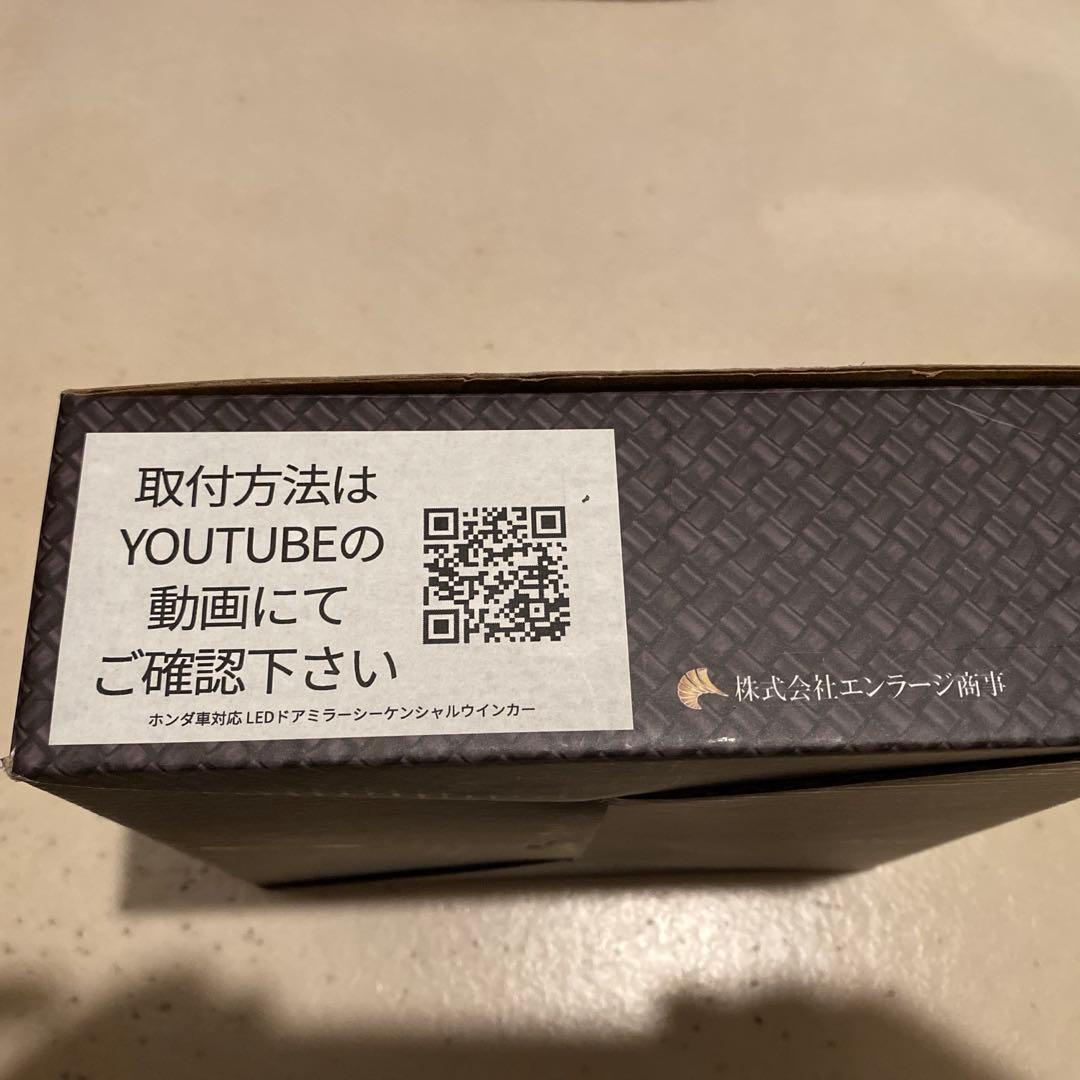 取付方法は
YOUTUBEの
動画にて
ご確認下さい
ホンダ車対応 LEDドアミラーシーケンシャルウインカー
株式会社エンラージ商事